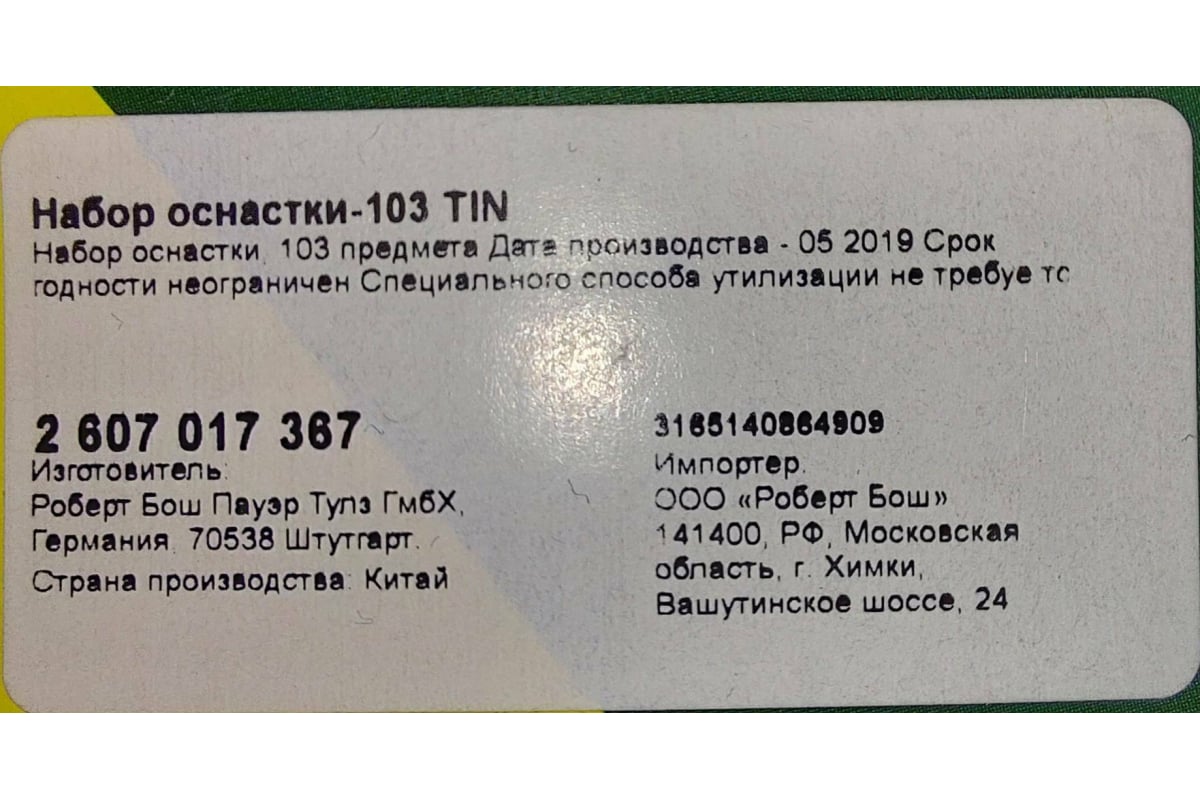 Набор оснастки-103 TIN
Набор оснастки, 103 предмета Дата производства - 05 2019 Срок
годности неограничен Специального способа утилизации не требуе тс
2 607 017 367
Изготовитель:
Роберт Бош Пауэр Тулз ГмбХ,
Германия, 70538 Штутгарт.
Страна производства: Китай
3165140864909
Импортер:
ООО «Роберт Бош»
141400, РФ, Московская
область, г. Химки,
Вашутинское шоссе, 24